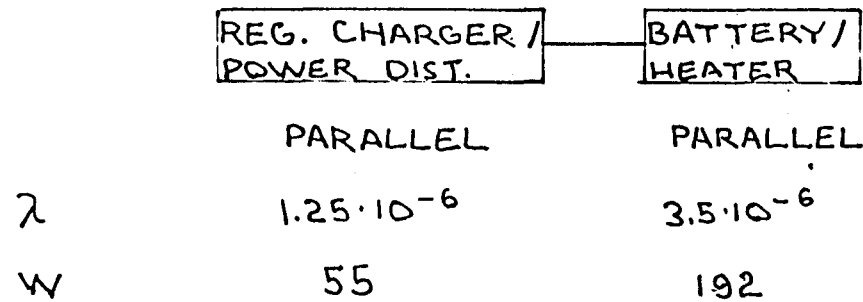 REG. CHARGER / BATTERY /
POWER DIST. HEATER
PARALLEL PARALLEL
λ 1.25·10⁻⁶ 3.5·10⁻⁶
W 55 192